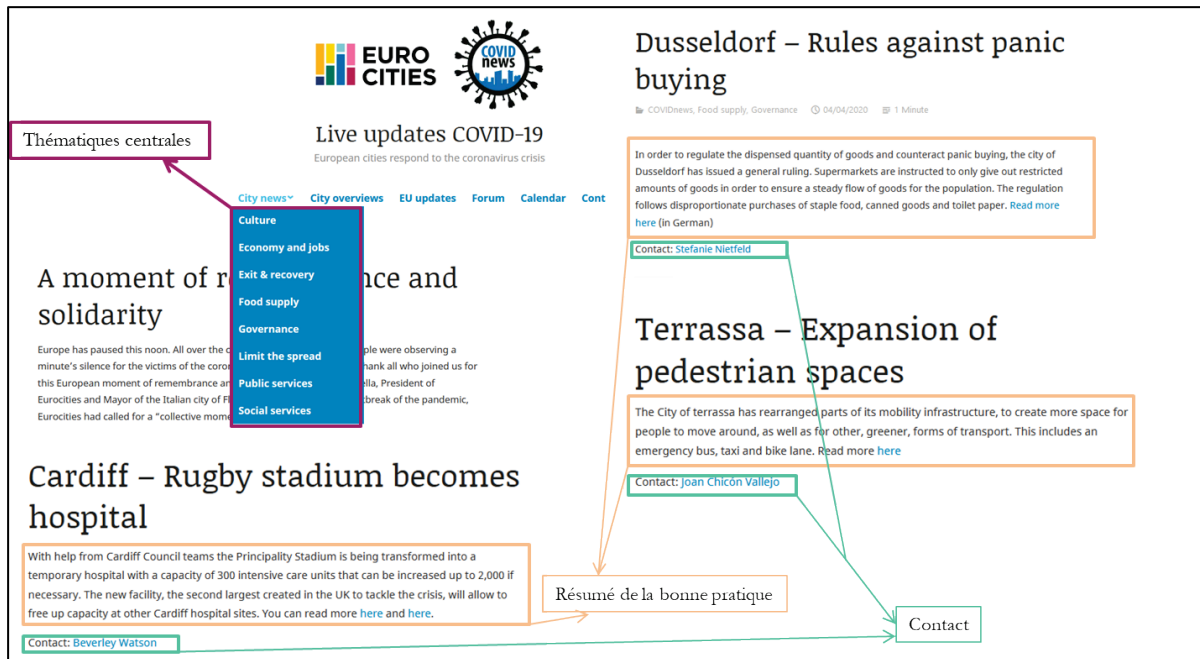 EURO
CITIES
COVID
news
Live updates COVID-19
European cities respond to the coronavirus crisis
Thématiques centrales
City news City overviews EU updates Forum Calendar Cont
Culture
Economy and jobs
Exit & recovery
Food supply
Governance
Limit the spread
Public services
Social services
A moment of r nce and
solidarity
Europe has paused this noon. All over the ple were observing a
minute's silence for the victims of the coro hank all who joined us for
this European moment of remembrance an ella, President of
Eurocities and Mayor of the Italian city of F tbreak of the pandemic,
Eurocities had called for a "collective mome
Cardiff – Rugby stadium becomes
hospital
With help from Cardiff Council teams the Principality Stadium is being transformed into a
temporary hospital with a capacity of 300 intensive care units that can be increased up to 2,000 if
necessary. The new facility, the second largest created in the UK to tackle the crisis, will allow to
free up capacity at other Cardiff hospital sites. You can read more here and here.
Contact: Beverley Watson
Dusseldorf – Rules against panic
buying
COVIDnews, Food supply, Governance 04/04/2020 1 Minute
In order to regulate the dispensed quantity of goods and counteract panic buying, the city of
Dusseldorf has issued a general ruling. Supermarkets are instructed to only give out restricted
amounts of goods in order to ensure a steady flow of goods for the population. The regulation
follows disproportionate purchases of staple food, canned goods and toilet paper. Read more
here (in German)
Contact: Stefanie Nietfeld
Terrassa – Expansion of
pedestrian spaces
The City of terrassa has rearranged parts of its mobility infrastructure, to create more space for
people to move around, as well as for other, greener, forms of transport. This includes an
emergency bus, taxi and bike lane. Read more here
Contact: Joan Chicón Vallejo
Résumé de la bonne pratique
Contact